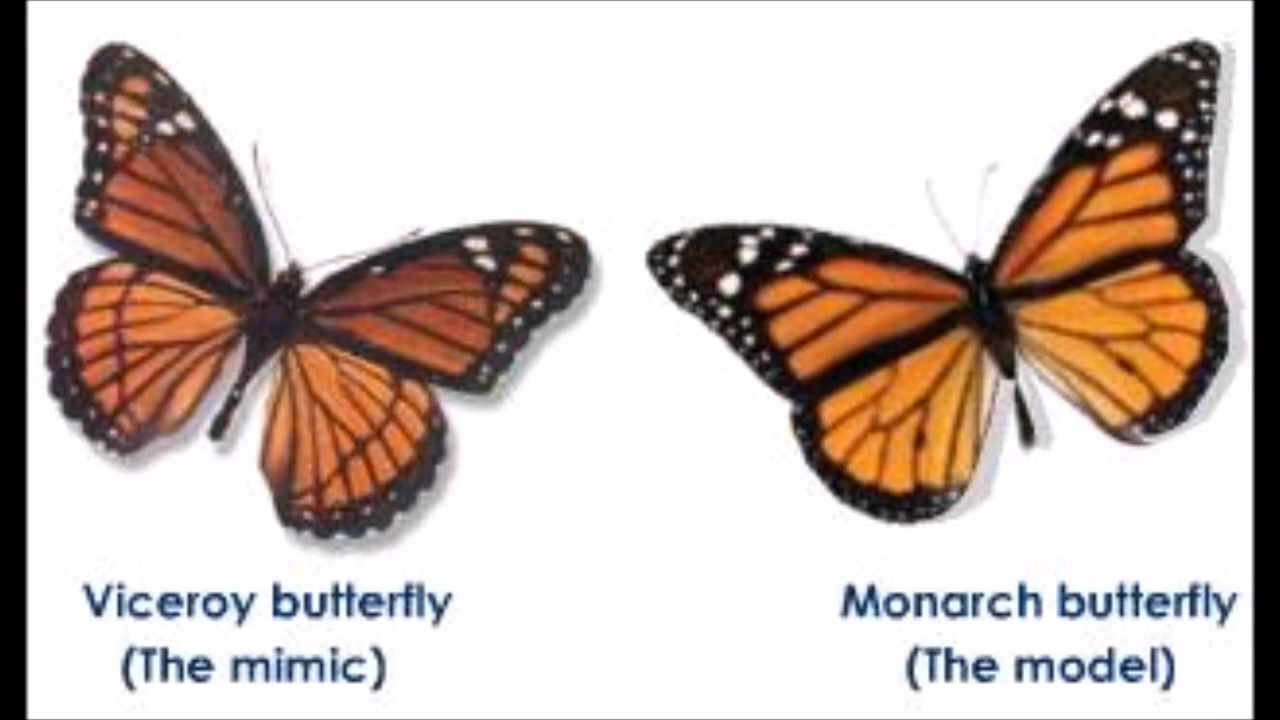 Viceroy butterfly
(The mimic)
Monarch butterfly
(The model)